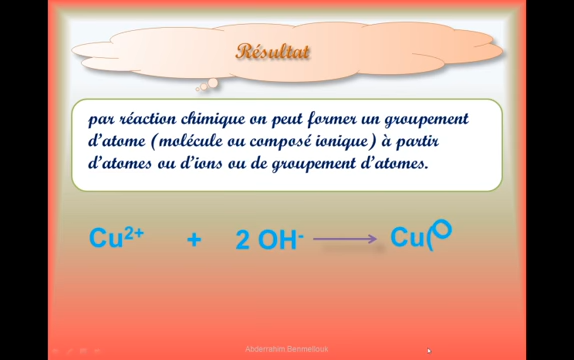 Résultat
par réaction chimique on peut former un groupement
d'atome (molécule ou composé ionique) à partir
d'atomes ou d'ions ou de groupement d'atomes.
Cu²⁺ + 2 OH⁻ → Cu(O
Abderrahim Benmellouk